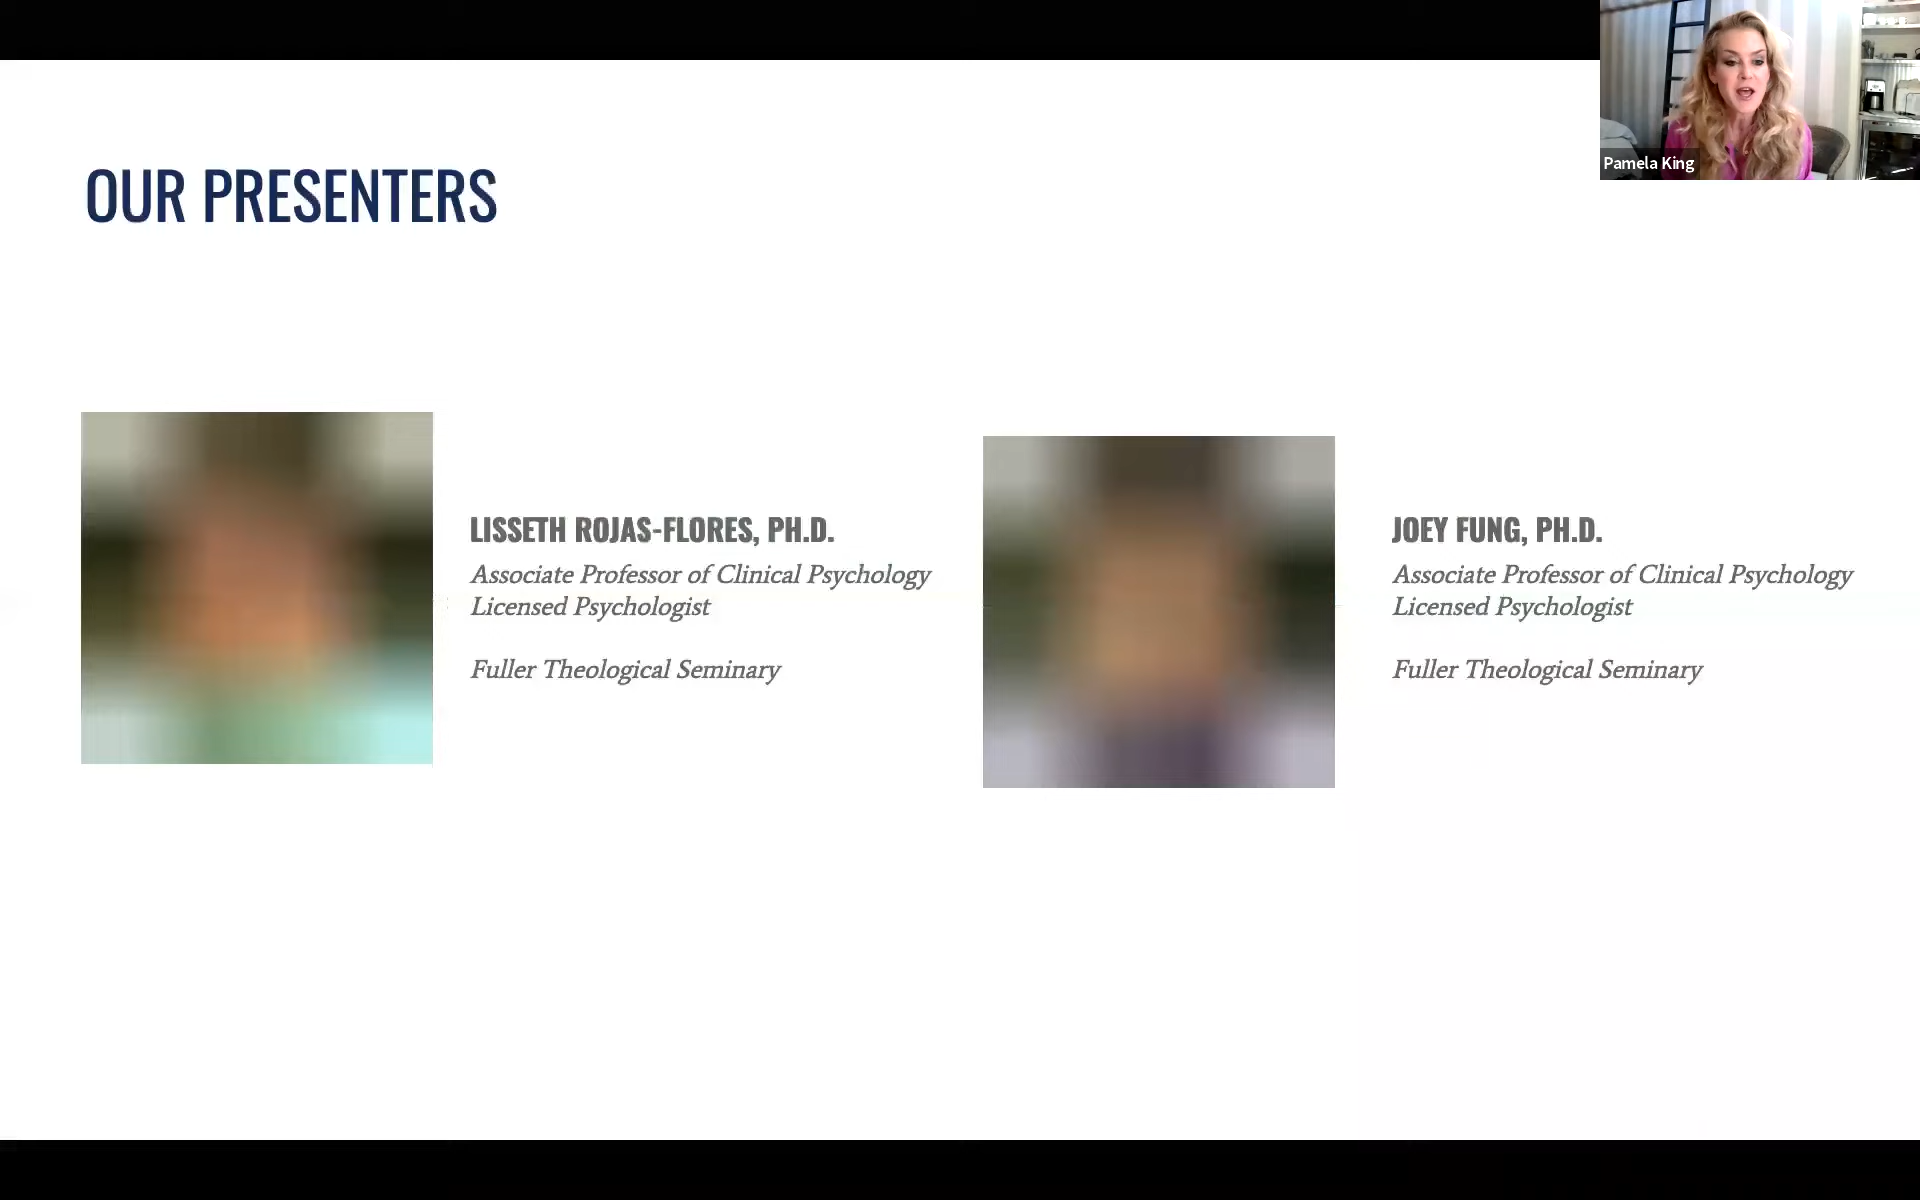 Pamela King
OUR PRESENTERS
LISSETH ROJAS-FLORES, PH.D.
Associate Professor of Clinical Psychology
Licensed Psychologist
Fuller Theological Seminary
JOEY FUNG, PH.D.
Associate Professor of Clinical Psychology
Licensed Psychologist
Fuller Theological Seminary